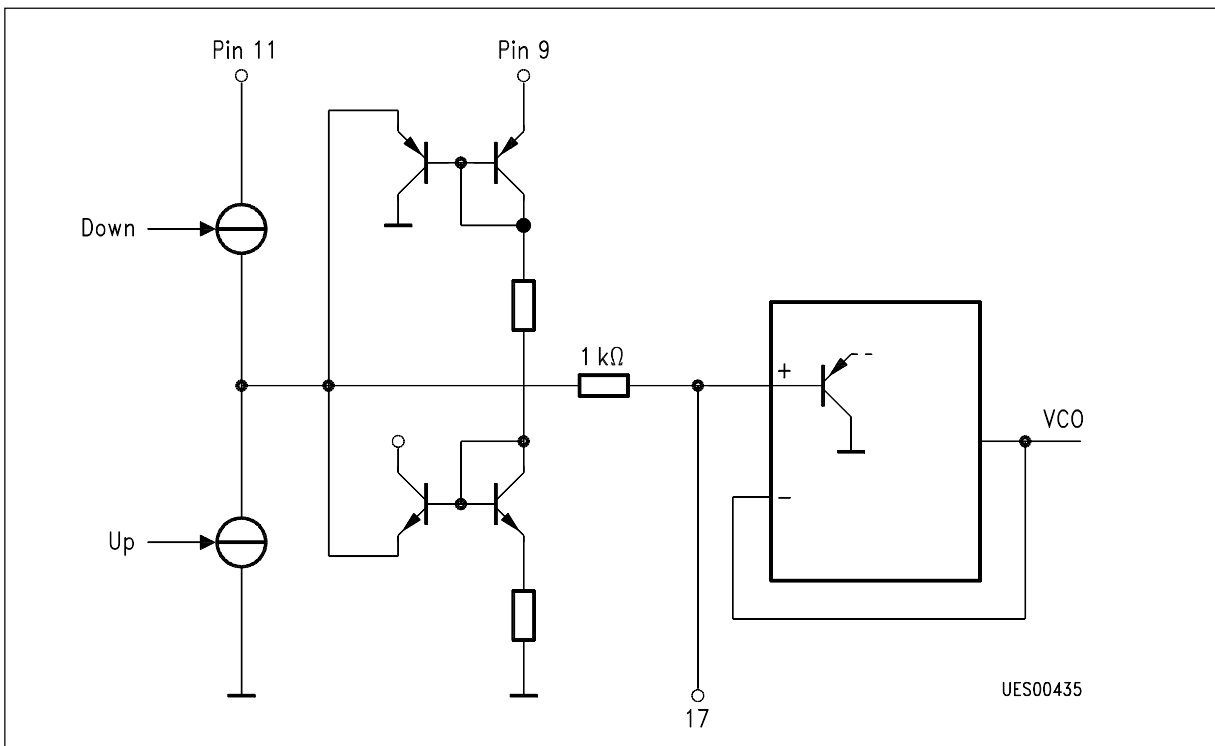 Pin 11
Pin 9
Down
1 kΩ
+
VCO
−
Up
17
UES00435